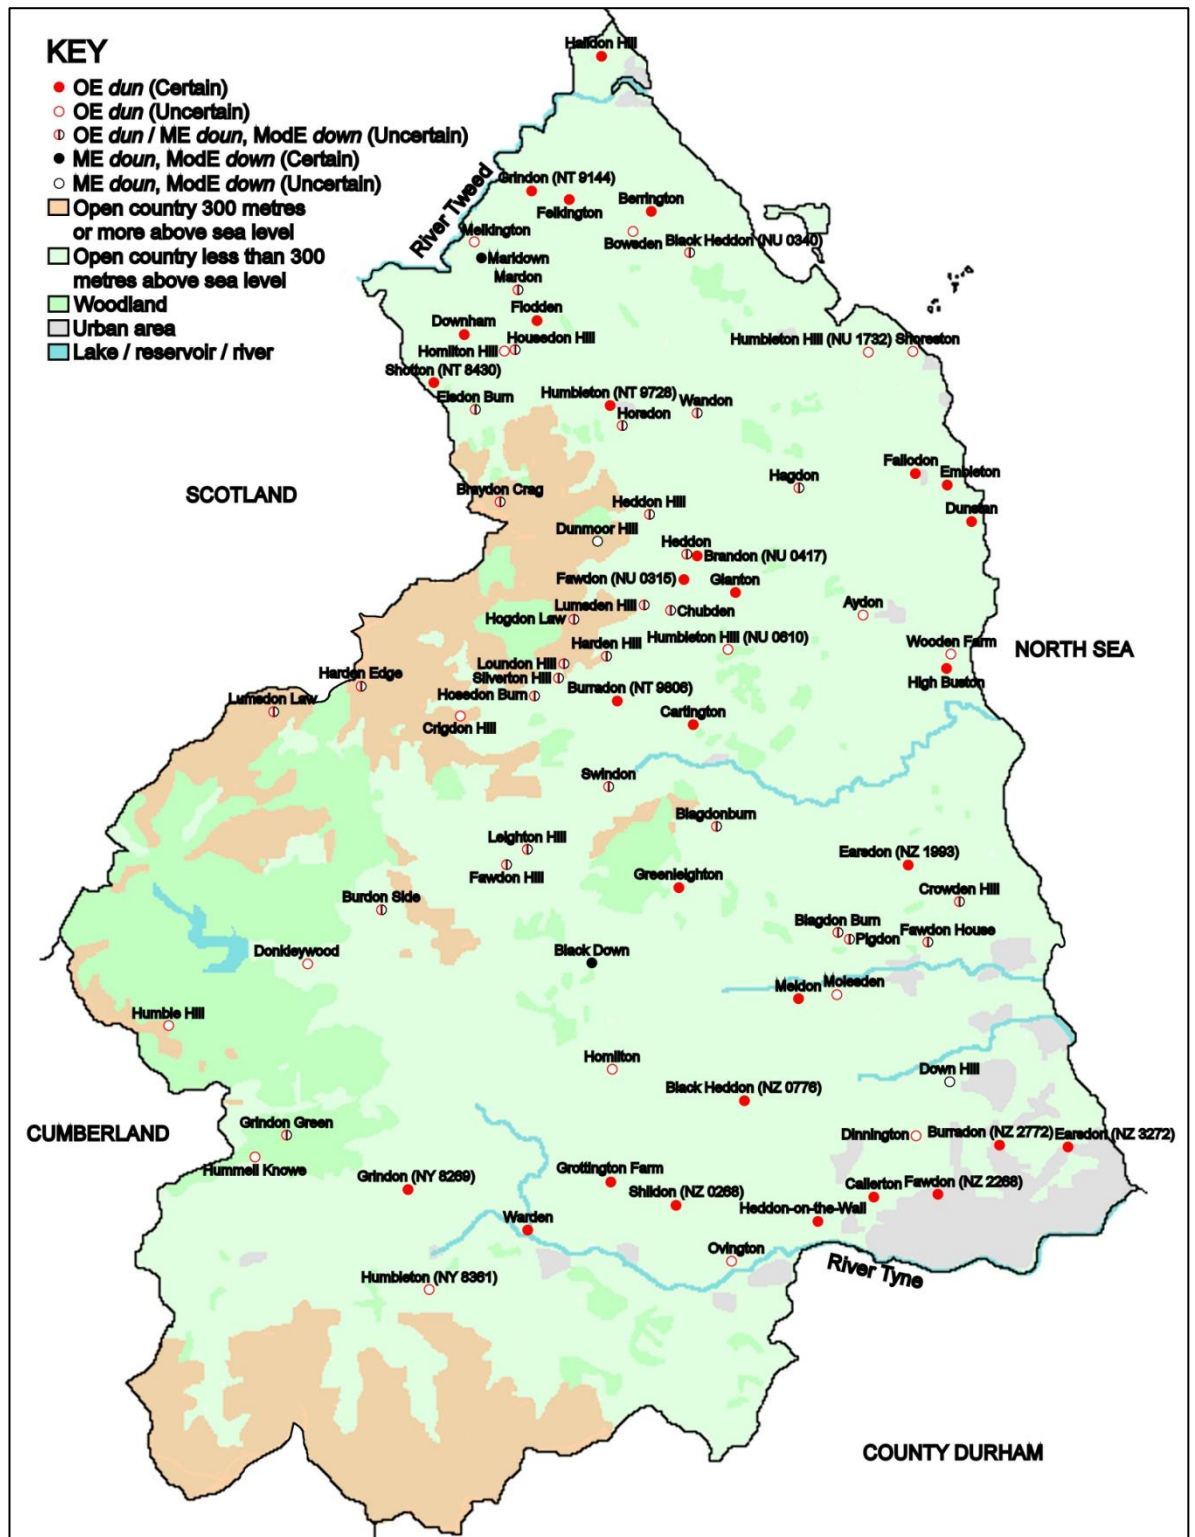 KEY
OE dun (Certain)
OE dun (Uncertain)
OE dun / ME doun, ModE down (Uncertain)
ME doun, ModE down (Certain)
ME doun, ModE down (Uncertain)
Open country 300 metres
or more above sea level
Open country less than 300
metres above sea level
Woodland
Urban area
Lake / reservoir / river
Halidon Hill
River Tweed
Grindon (NT 9144)
Felkington
Berrington
Melkington
Bowsden
Black Heddon (NU 0340)
Markdown
Mardon
Flodden
Downham
Housedon Hill
Homilton Hill
Humbleton Hill (NU 1732)
Shoreston
Shotton (NT 8430)
Elsdon Burn
Humbleton (NT 9728)
Wandon
Horsdon
Fallodon
Embleton
Hagdon
SCOTLAND
Braydon Crag
Heddon Hill
Dunstan
Dunmoor Hill
Heddon
Brandon (NU 0417)
Fawdon (NU 0315)
Glanton
Lumsden Hill
Chubden
Aydon
Hogdon Law
Harden Hill
Humbleton Hill (NU 0610)
Wooden Farm
NORTH SEA
Loundon Hill
Silverton Hill
High Buston
Harden Edge
Hosedon Burn
Burradon (NT 9806)
Lumsdon Law
Crigdon Hill
Cartington
Swindon
Blagdonburn
Leighton Hill
Earsdon (NZ 1993)
Fawdon Hill
Greenleighton
Burdon Side
Crowden Hill
Blagdon Burn
Pigdon
Fawdon House
Donkleywood
Black Down
Meldon
Molesden
Humble Hill
Homilton
Down Hill
Black Heddon (NZ 0776)
CUMBERLAND
Grindon Green
Dinnington
Burradon (NZ 2772)
Earsdon (NZ 3272)
Hummell Knowe
Grindon (NY 8269)
Grottington Farm
Shildon (NZ 0268)
Callerton
Fawdon (NZ 2268)
Warden
Heddon-on-the-Wall
Ovington
River Tyne
Humbleton (NY 8361)
COUNTY DURHAM